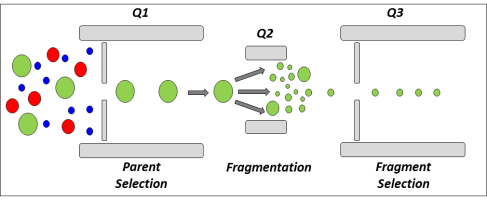 Q1
Q2
Q3
Parent
Selection
Fragmentation
Fragment
Selection